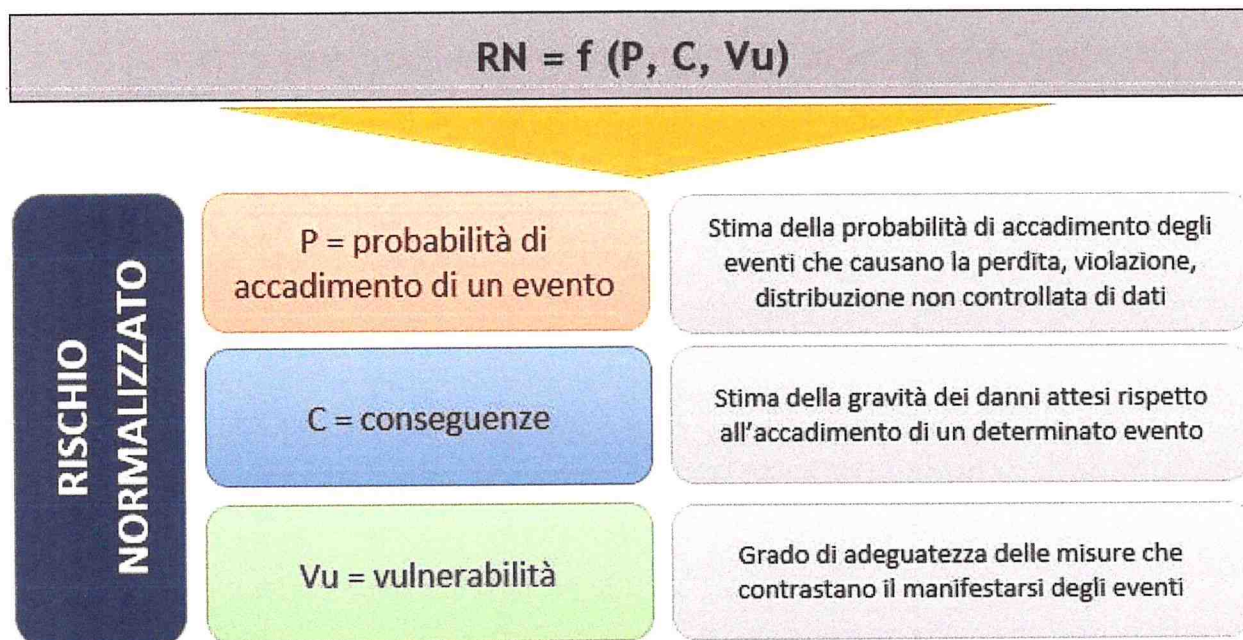 RN = f (P, C, Vu)
RISCHIO
NORMALIZZATO
P = probabilità di
accadimento di un evento
Stima della probabilità di accadimento degli
eventi che causano la perdita, violazione,
distribuzione non controllata di dati
C = conseguenze
Stima della gravità dei danni attesi rispetto
all'accadimento di un determinato evento
Vu = vulnerabilità
Grado di adeguatezza delle misure che
contrastano il manifestarsi degli eventi